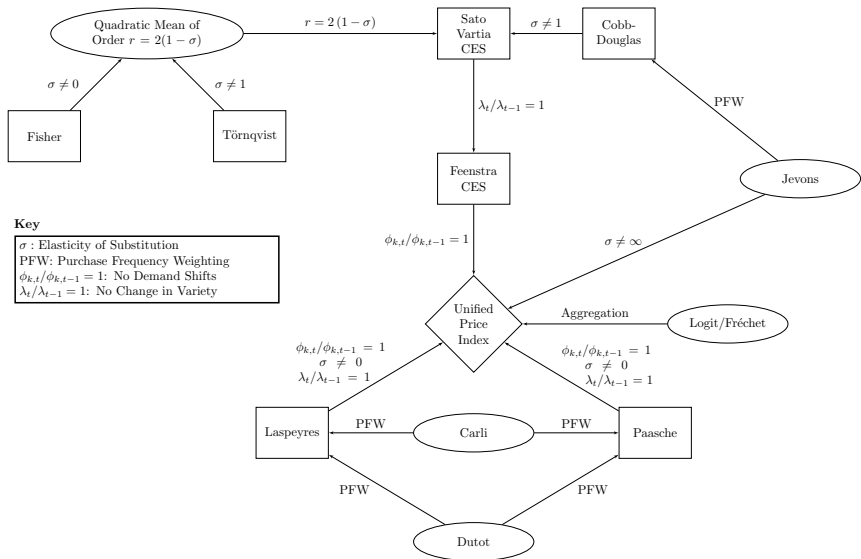 Quadratic Mean of
Order r = 2(1 − σ)
r = 2 (1 − σ)
Sato
Vartia
CES
σ ≠ 1
Cobb-
Douglas
σ ≠ 0
σ ≠ 1
Fisher
Törnqvist
λₜ/λₜ₋₁ = 1
PFW
Feenstra
CES
Jevons
Key
σ : Elasticity of Substitution
PFW: Purchase Frequency Weighting
ϕₖ,ₜ/ϕₖ,ₜ₋₁ = 1: No Demand Shifts
λₜ/λₜ₋₁ = 1: No Change in Variety
ϕₖ,ₜ/ϕₖ,ₜ₋₁ = 1
σ ≠ ∞
Unified
Price
Index
Aggregation
Logit/Fréchet
ϕₖ,ₜ/ϕₖ,ₜ₋₁ = 1
σ ≠ 0
λₜ/λₜ₋₁ = 1
ϕₖ,ₜ/ϕₖ,ₜ₋₁ = 1
σ ≠ 0
λₜ/λₜ₋₁ = 1
Laspeyres
PFW
Carli
PFW
Paasche
PFW
PFW
Dutot